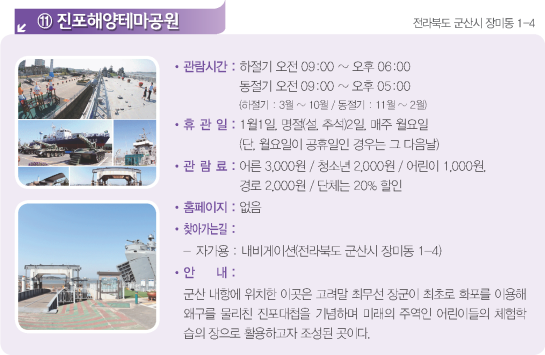 ⑪ 진포해양테마공원
전라북도 군산시 장미동 1-4
• 관람시간 : 하절기 오전 09:00 ~ 오후 06:00
동절기 오전 09:00 ~ 오후 05:00
(하절기 : 3월 ~ 10월 / 동절기 : 11월 ~ 2월)
• 휴 관 일 : 1월1일, 명절(설, 추석)2일, 매주 월요일
(단, 월요일이 공휴일인 경우는 그 다음날)
• 관 람 료 : 어른 3,000원 / 청소년 2,000원 / 어린이 1,000원,
경로 2,000원 / 단체는 20% 할인
• 홈페이지 : 없음
• 찾아가는길 :
- 자가용 : 내비게이션(전라북도 군산시 장미동 1-4)
• 안 내 :
군산 내항에 위치한 이곳은 고려말 최무선 장군이 최초로 화포를 이용해
왜구를 물리친 진포대첩을 기념하며 미래의 주역인 어린이들의 체험학
습의 장으로 활용하고자 조성된 곳이다.